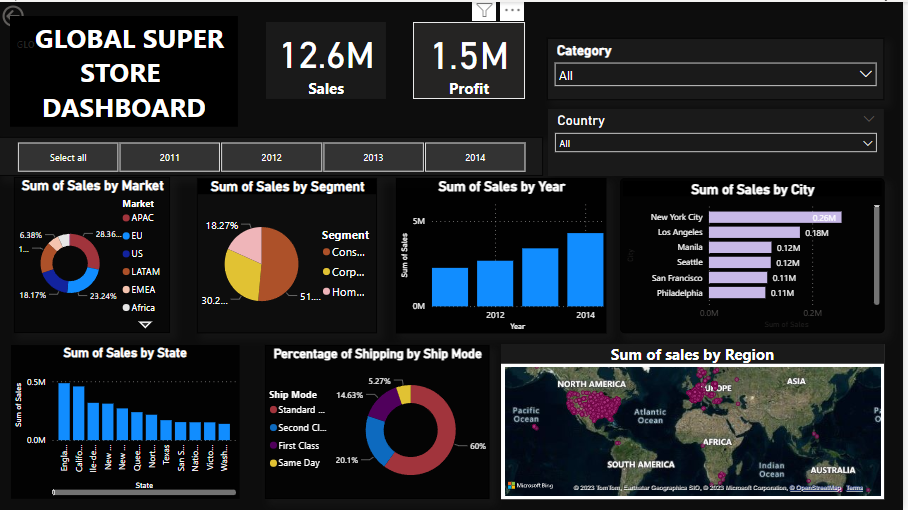 GLOBAL SUPER
STORE
DASHBOARD
12.6M
Sales
1.5M
Profit
Category
All
Country
All
Select all
2011
2012
2013
2014
Sum of Sales by Market
Market
APAC
EU
US
LATAM
EMEA
Africa
28.36...
23.24%
18.17%
1...
6.38%
Sum of Sales by Segment
Segment
Cons...
Corp...
Hom...
18.27%
30.2...
51....
Sum of Sales by Year
Sum of Sales
5M
0M
2012
2014
Year
Sum of Sales by City
City
New York City
0.26M
Los Angeles
0.18M
Manila
0.12M
Seattle
0.12M
San Francisco
0.11M
Philadelphia
0.11M
0.0M
0.2M
Sum of Sales
Sum of Sales by State
Sum of Sales
0.5M
0.0M
Engla...
Califo...
Ile-de...
New ...
New ...
Quee...
Nort...
Texas
San S...
Natio...
Victo...
Wash...
State
Percentage of Shipping by Ship Mode
Ship Mode
Standard ...
Second Cl...
First Class
Same Day
5.27%
14.63%
20.1%
60%
Sum of sales by Region
NORTH AMERICA
ASIA
Pacific
Ocean
Atlantic
Ocean
AFRICA
SOUTH AMERICA
Indian
Ocean
AUSTRALIA
Microsoft Bing
© 2023 TomTom, Earthstar Geographics SIO, © 2023 Microsoft Corporation, © OpenStreetMap Terms